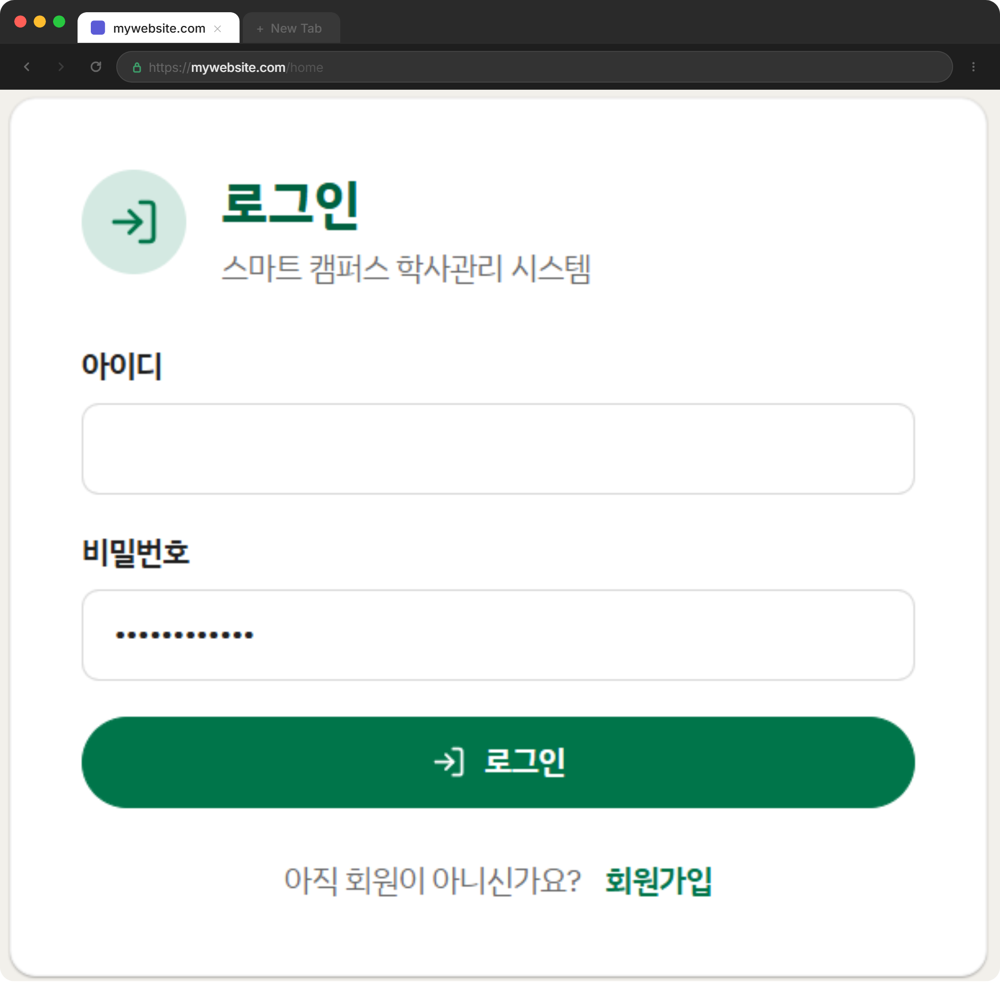 mywebsite.com
+ New Tab
https://mywebsite.com/home
로그인
스마트 캠퍼스 학사관리 시스템
아이디
비밀번호
••••••••••••
로그인
아직 회원이 아니신가요? 회원가입